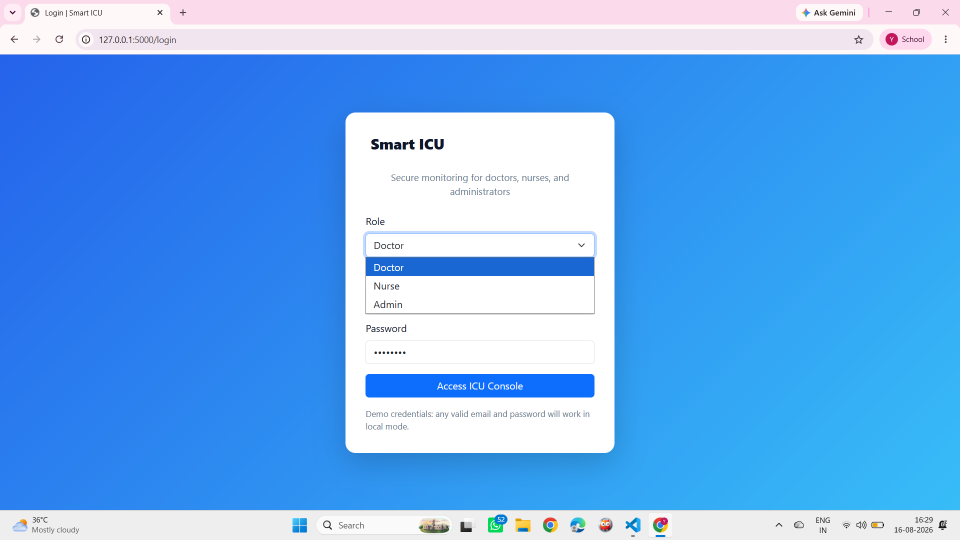 Login | Smart ICU
Ask Gemini
127.0.0.1:5000/login
Y
School
Smart ICU
Secure monitoring for doctors, nurses, and
administrators
Role
Doctor
Doctor
Nurse
Admin
Password
••••••••
Access ICU Console
Demo credentials: any valid email and password will work in
local mode.
36°C
Mostly cloudy
Search
52
ENG
IN
16:29
16-08-2026